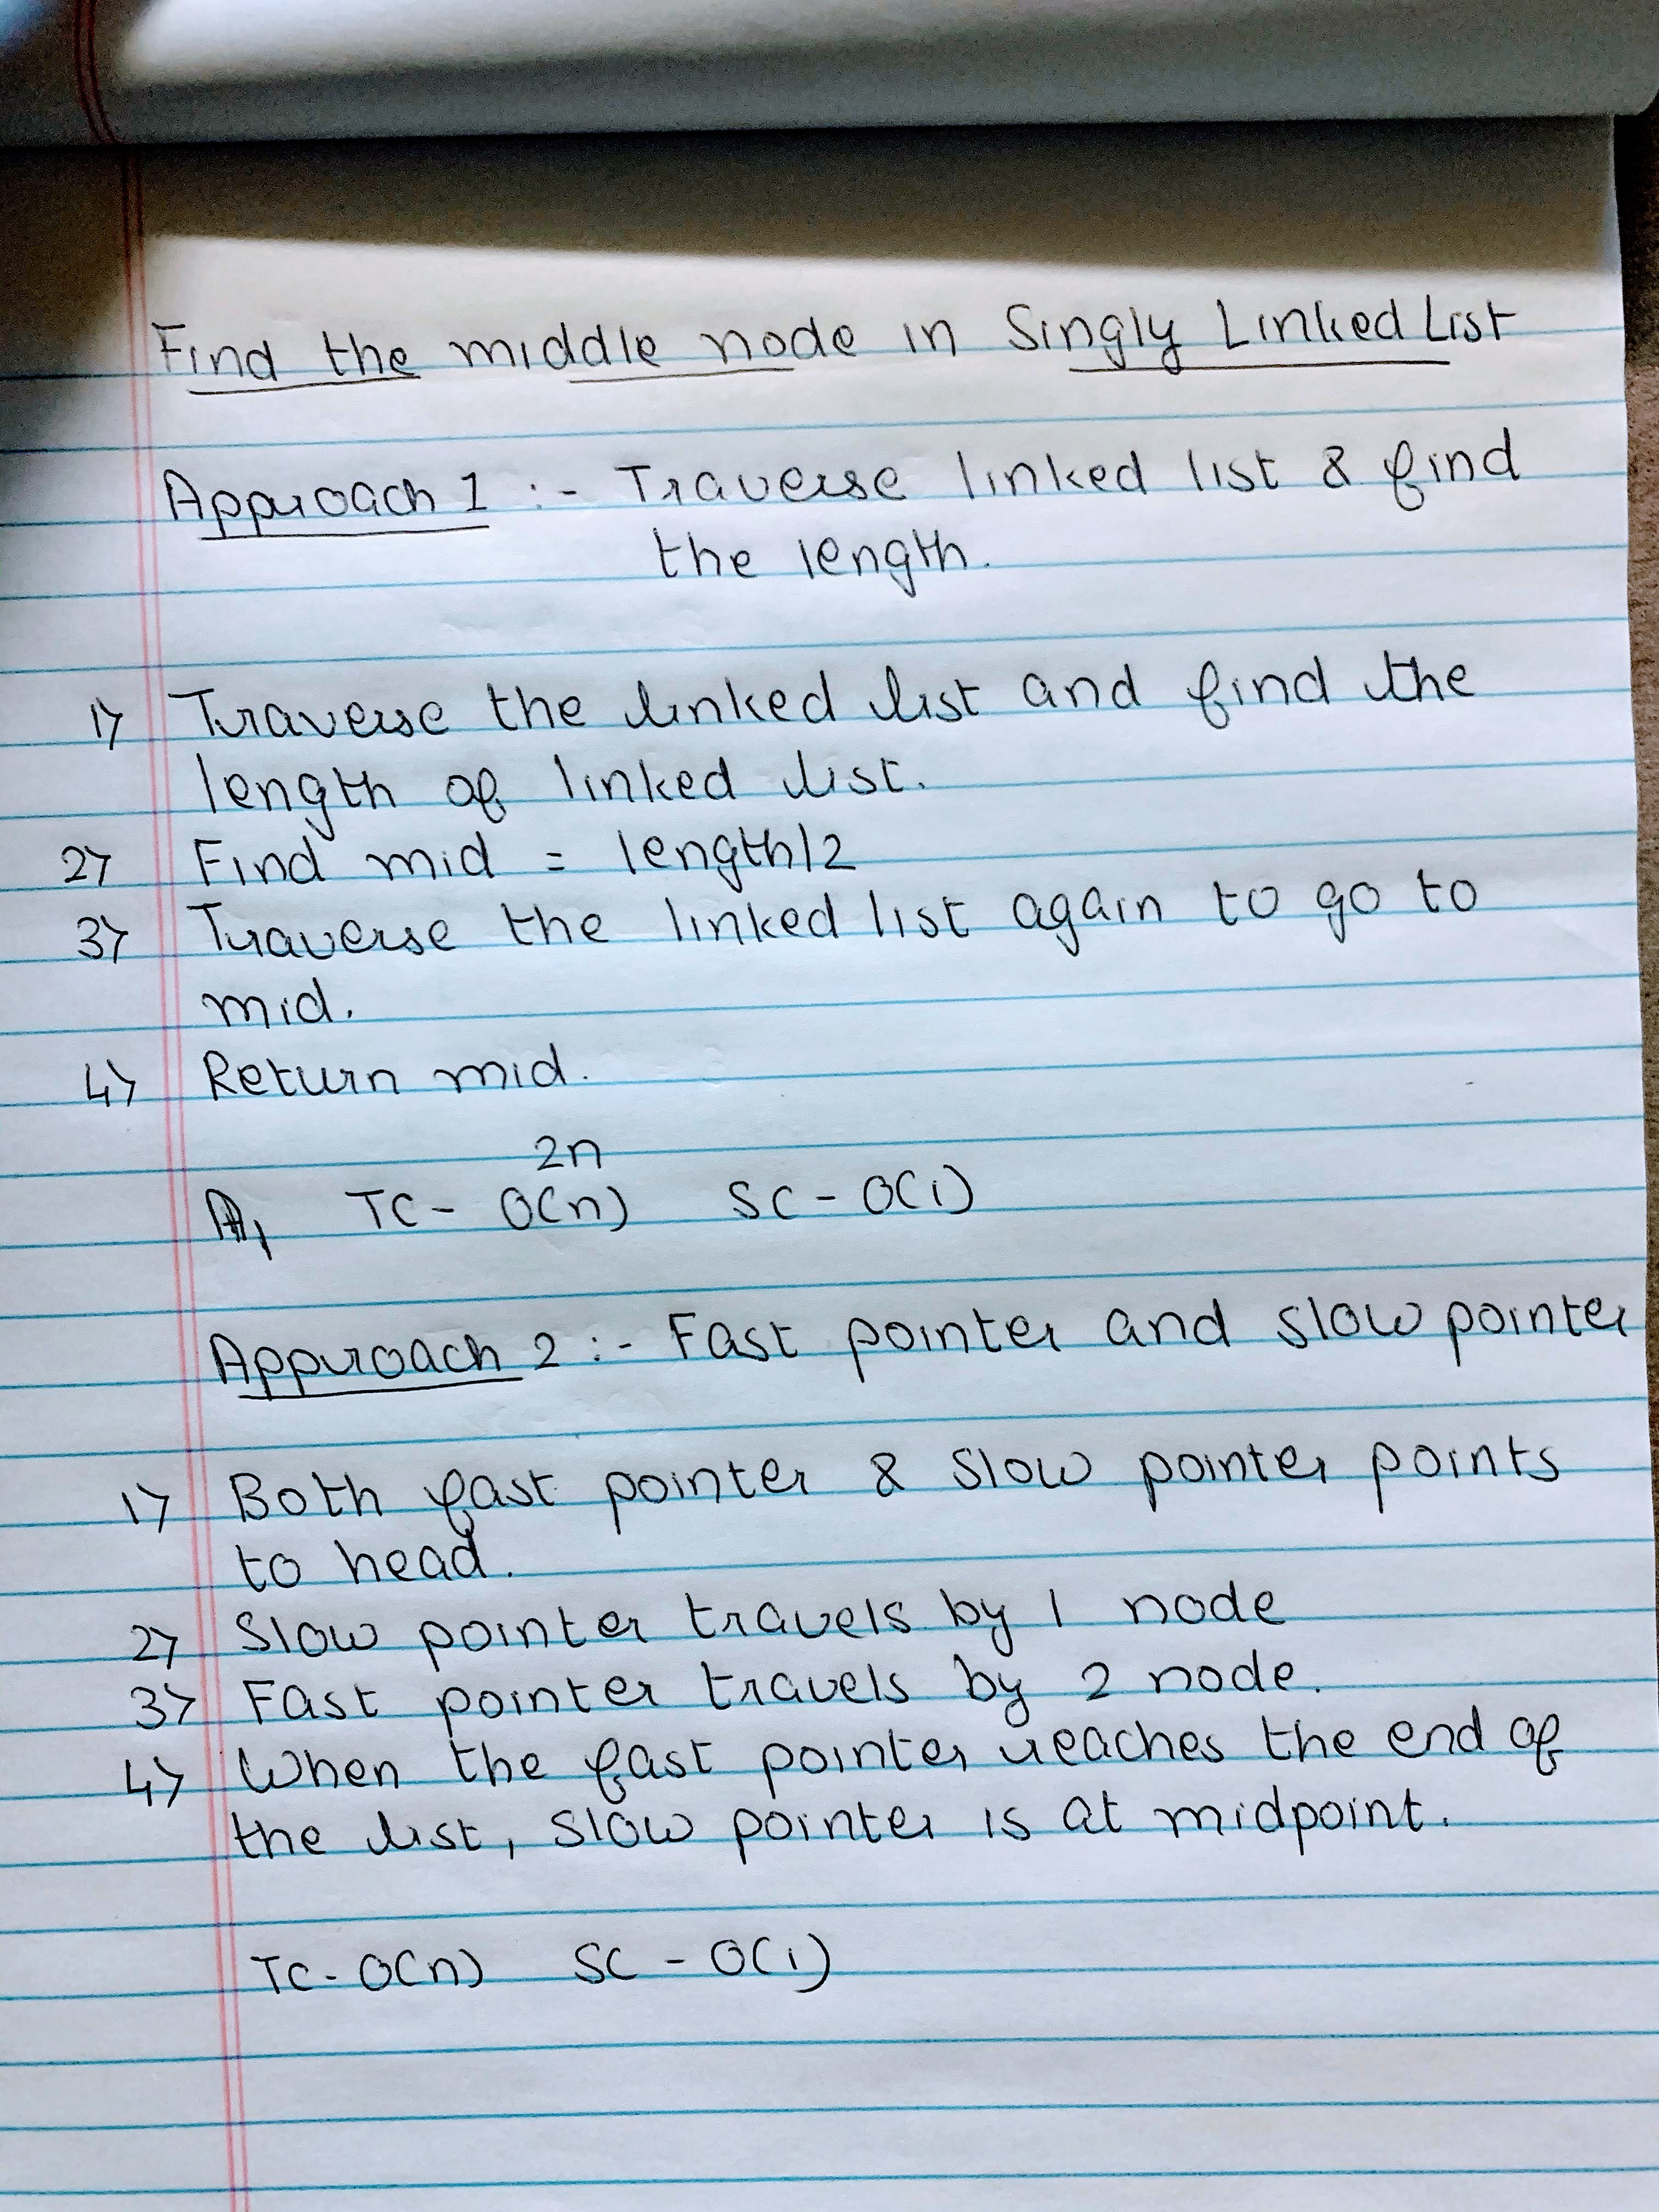 Find the middle node in Singly Linked List
Approach 1 :- Traverse linked list & find
the length.
1> Traverse the linked list and find the
length of linked list.
2> Find mid = length/2
3> Traverse the linked list again to go to
mid.
4> Return mid.
2n
A1 TC - O(n) SC - O(1)
Approach 2 :- Fast pointer and slow pointer
1> Both fast pointer & slow pointer points
to head.
2> Slow pointer travels by 1 node
3> Fast pointer travels by 2 node.
4> When the fast pointer reaches the end of
the list, slow pointer is at midpoint.
TC - O(n) SC - O(1)